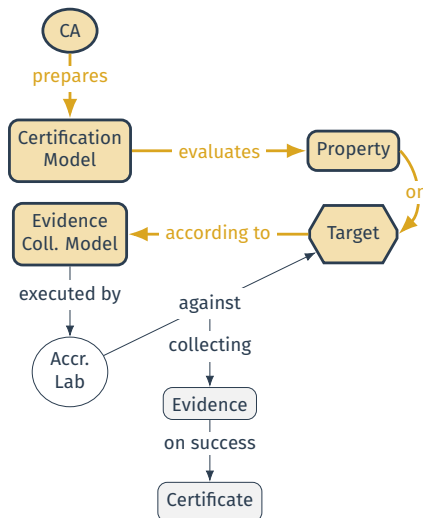 CA
prepares
Certification
Model
evaluates
Property
on
Target
according to
Evidence
Coll. Model
executed by
Accr.
Lab
against
collecting
Evidence
on success
Certificate